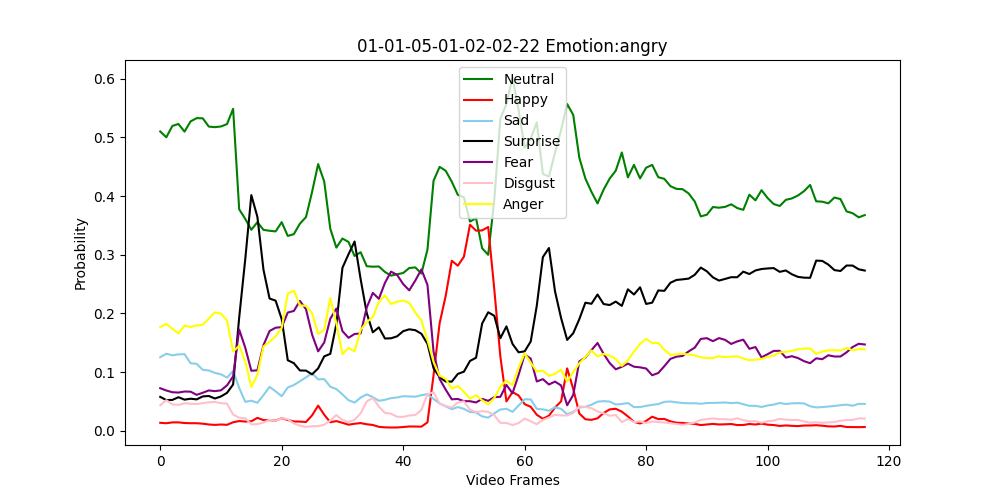 01-01-05-01-02-02-22 Emotion:angry
Neutral
Happy
Sad
Surprise
Fear
Disgust
Anger
Probability
0.6
0.5
0.4
0.3
0.2
0.1
0.0
0 20 40 60 80 100 120
Video Frames